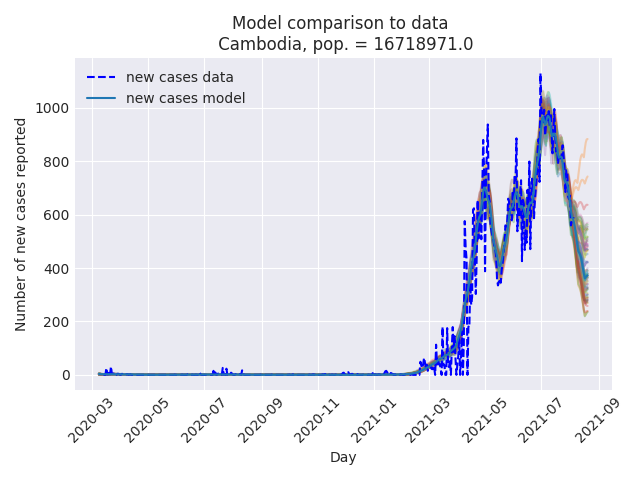 Model comparison to data
Cambodia, pop. = 16718971.0
new cases data
new cases model
Number of new cases reported
1000
800
600
400
200
0
2020-03
2020-05
2020-07
2020-09
2020-11
2021-01
2021-03
2021-05
2021-07
2021-09
Day